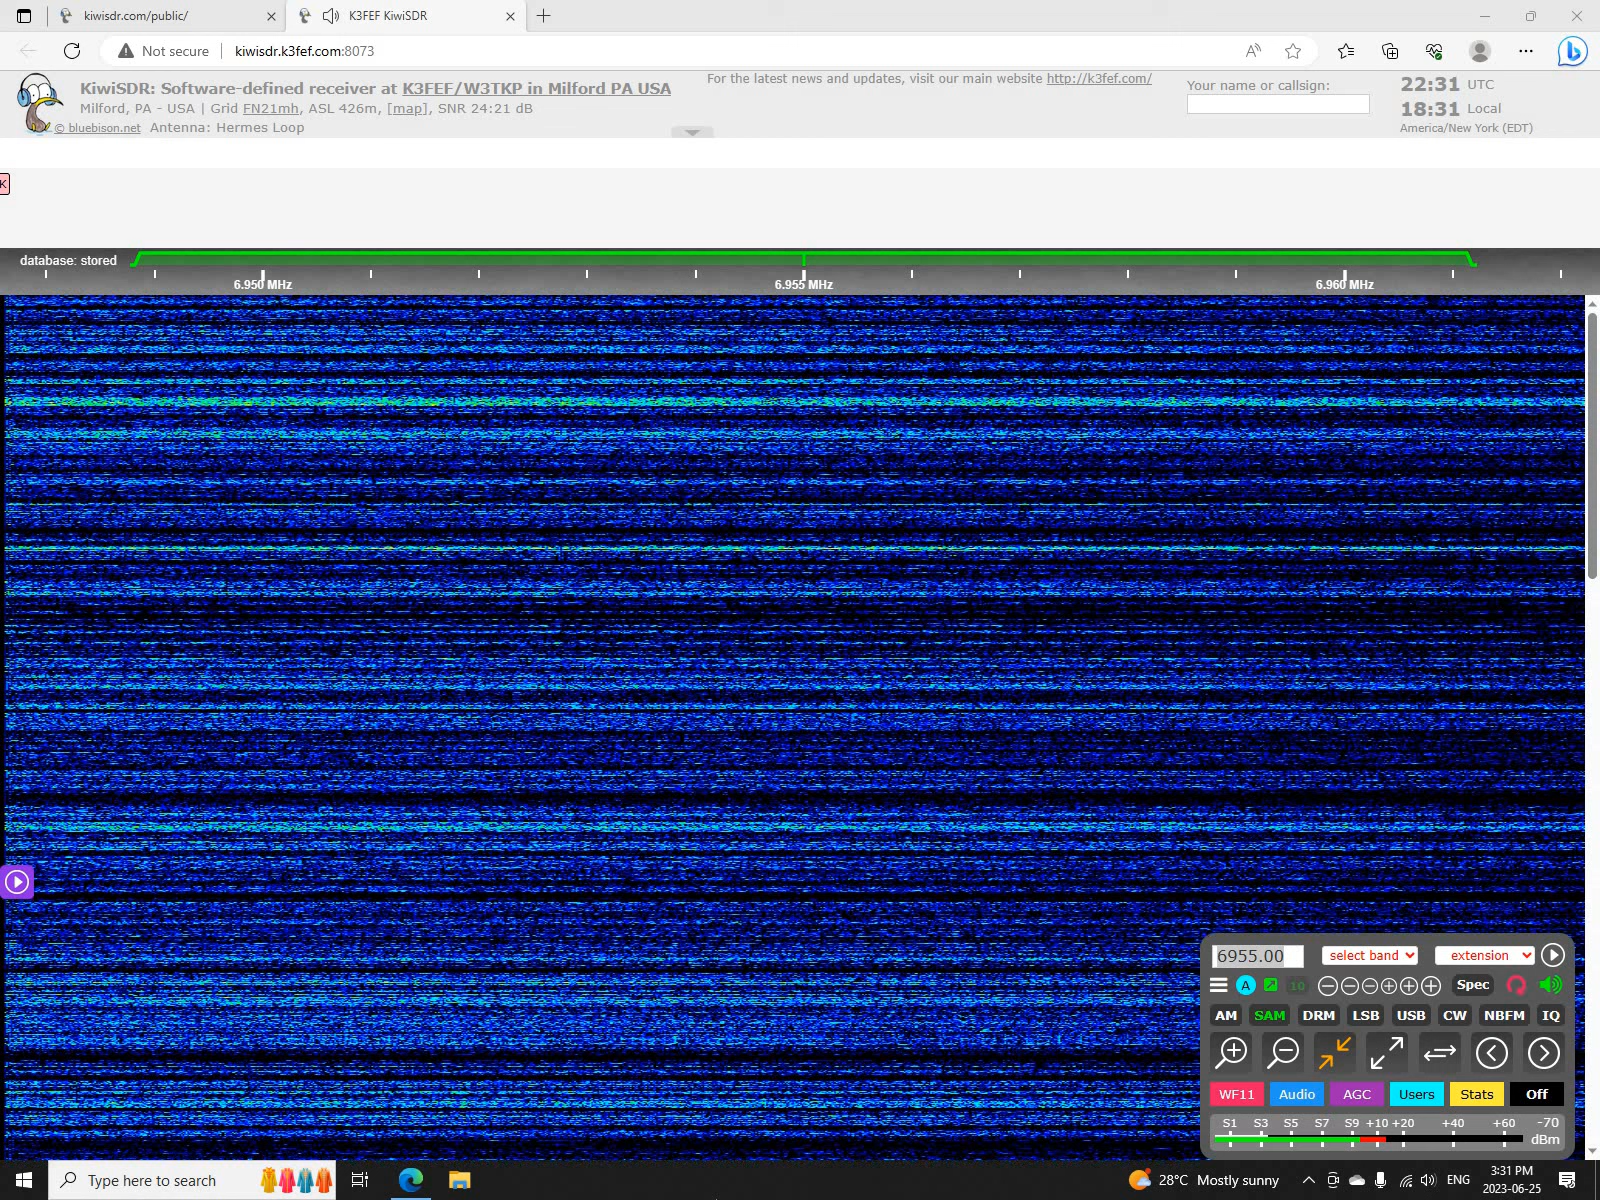 kiwisdr.com/public/
K3FEF KiwiSDR
Not secure
kiwisdr.k3fef.com:8073
KiwiSDR: Software-defined receiver at K3FEF/W3TKP in Milford PA USA
Milford, PA - USA | Grid FN21mh, ASL 426m, [map], SNR 24:21 dB
© bluebison.net Antenna: Hermes Loop
For the latest news and updates, visit our main website http://k3fef.com/
Your name or callsign:
22:31 UTC
18:31 Local
America/New York (EDT)
K
database: stored
6.950 MHz 6.955 MHz 6.960 MHz
6955.00 select band extension
A 10 Spec
AM SAM DRM LSB USB CW NBFM IQ
WF11 Audio AGC Users Stats Off
S1 S3 S5 S7 S9 +10 +20 +40 +60 -70
dBm
Type here to search
28°C Mostly sunny
ENG
3:31 PM
2023-06-25